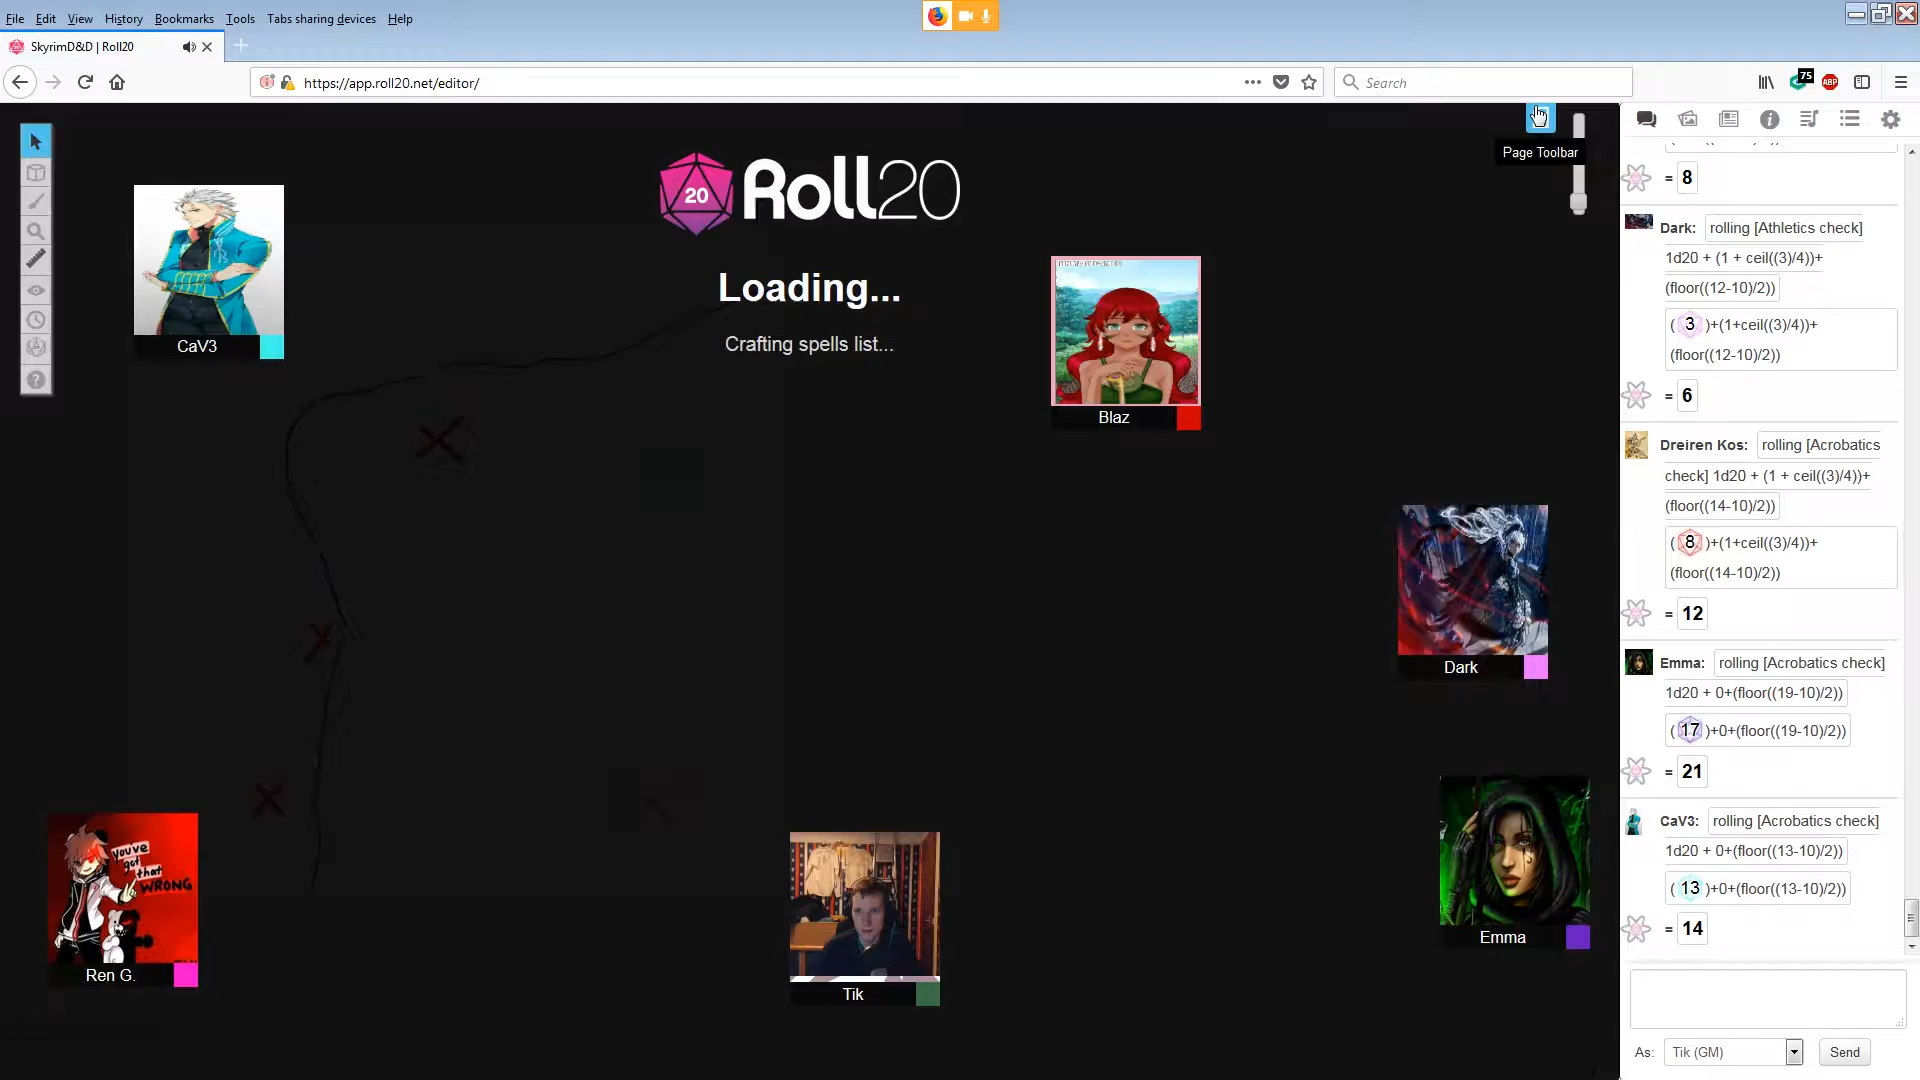 File Edit View History Bookmarks Tools Tabs sharing devices Help
SkyrimD&D | Roll20
https://app.roll20.net/editor/
Search
75
ABP
Page Toolbar
20 Roll20
Loading...
Crafting spells list...
CaV3
Blaz
Dark
Emma
Tik
you've
got
that
WRONG
Ren G.
= 8
Dark: rolling [Athletics check]
1d20 + (1 + ceil((3)/4))+
(floor((12-10)/2))
(3)+(1+ceil((3)/4))+
(floor((12-10)/2))
= 6
Dreiren Kos: rolling [Acrobatics
check] 1d20 + (1 + ceil((3)/4))+
(floor((14-10)/2))
(8)+(1+ceil((3)/4))+
(floor((14-10)/2))
= 12
Emma: rolling [Acrobatics check]
1d20 + 0+(floor((19-10)/2))
(17)+0+(floor((19-10)/2))
= 21
CaV3: rolling [Acrobatics check]
1d20 + 0+(floor((13-10)/2))
(13)+0+(floor((13-10)/2))
= 14
As: Tik (GM) Send